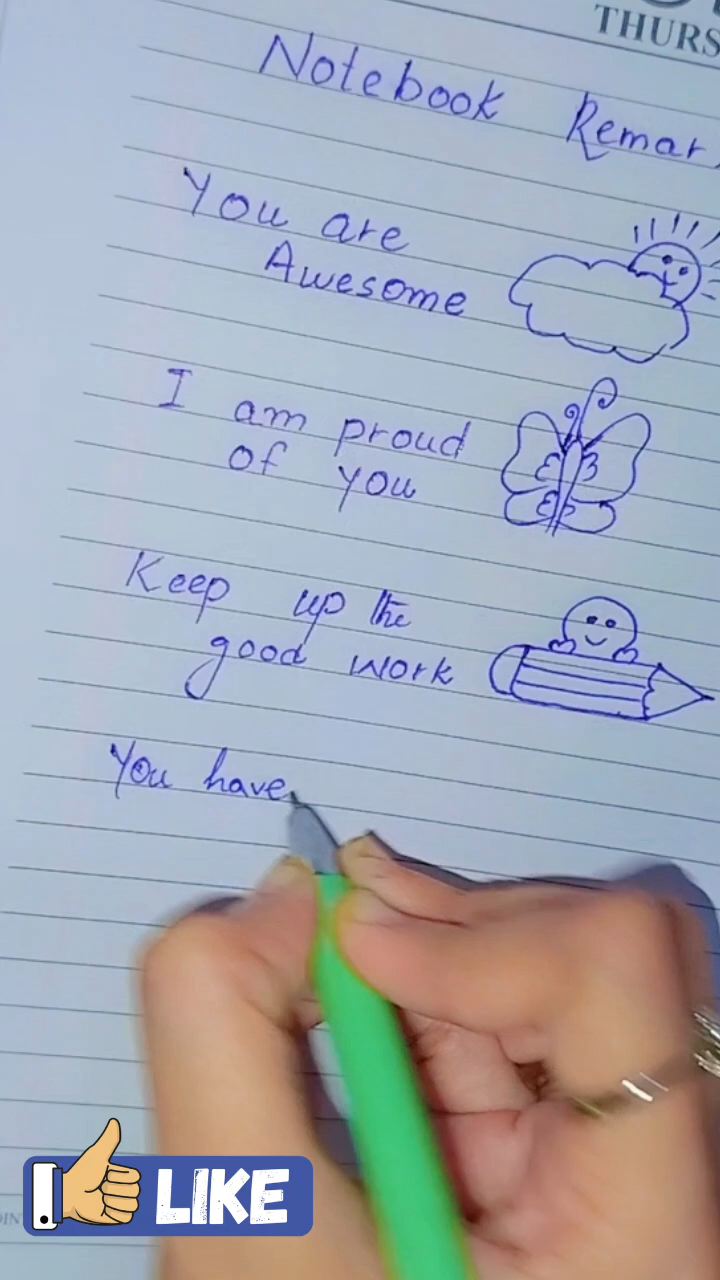 THURS
Notebook Remar
You are
Awesome
I am proud
of you
Keep up the
good work
You have
LIKE